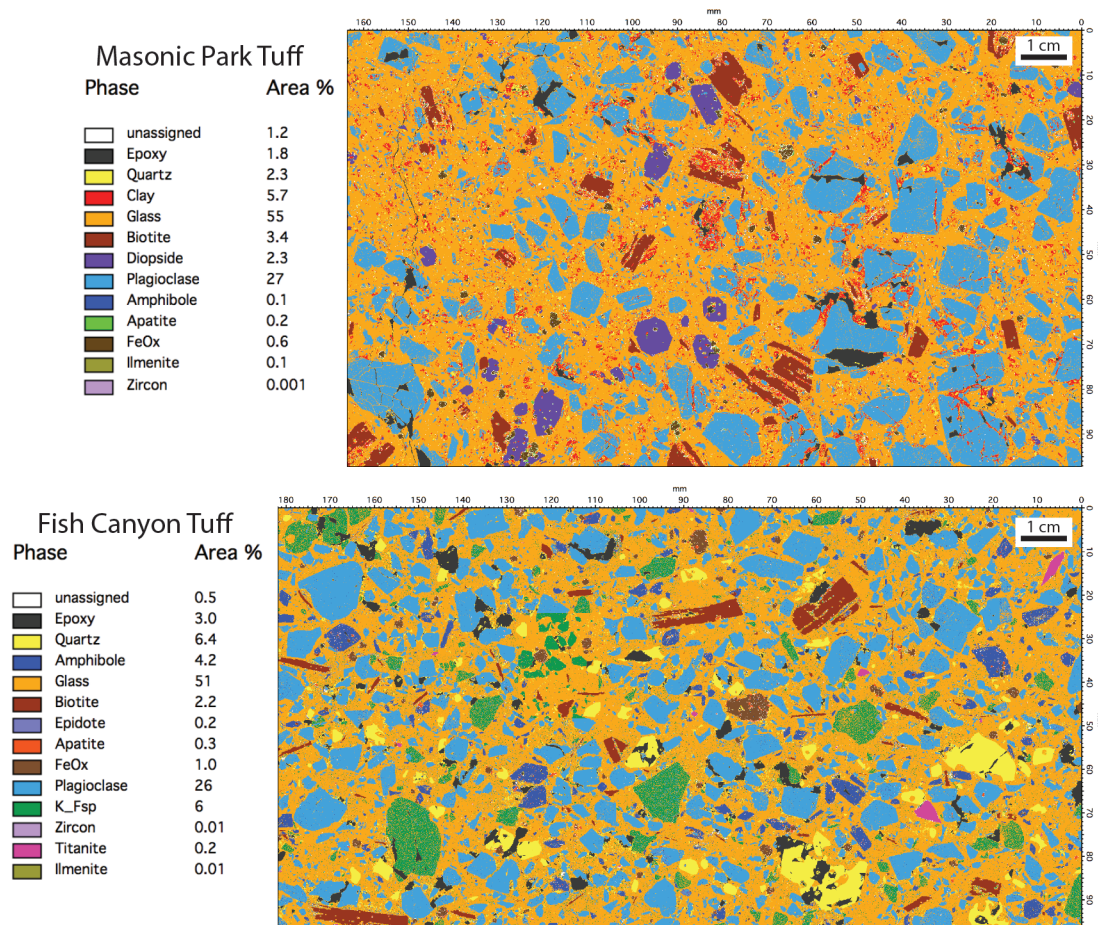 Masonic Park Tuff
Phase Area %
unassigned 1.2
Epoxy 1.8
Quartz 2.3
Clay 5.7
Glass 55
Biotite 3.4
Diopside 2.3
Plagioclase 27
Amphibole 0.1
Apatite 0.2
FeOx 0.6
Ilmenite 0.1
Zircon 0.001
mm
160 150 140 130 120 110 100 90 80 70 60 50 40 30 20 10 0
1 cm
0
10
20
30
40
50
60
70
80
90
Fish Canyon Tuff
Phase Area %
unassigned 0.5
Epoxy 3.0
Quartz 6.4
Amphibole 4.2
Glass 51
Biotite 2.2
Epidote 0.2
Apatite 0.3
FeOx 1.0
Plagioclase 26
K_Fsp 6
Zircon 0.01
Titanite 0.2
Ilmenite 0.01
mm
180 170 160 150 140 130 120 110 100 90 80 70 60 50 40 30 20 10 0
1 cm
0
10
20
30
40
50
60
70
80
90